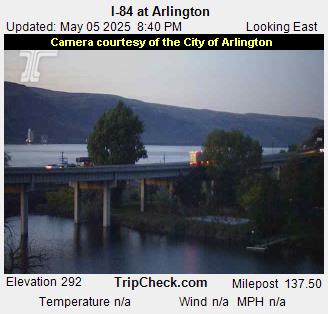 I-84 at Arlington
Updated: May 05 2025 8:40 PM Looking East
Camera courtesy of the City of Arlington
Elevation 292 TripCheck.com Milepost 137.50
Temperature n/a Wind n/a MPH n/a